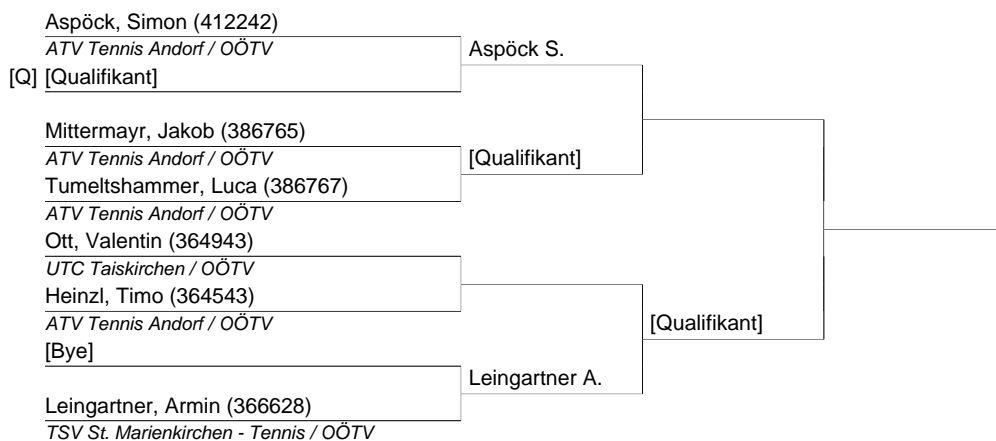 Aspöck, Simon (412242)
ATV Tennis Andorf / OÖTV
Aspöck S.
[Q] [Qualifikant]
Mittermayr, Jakob (386765)
ATV Tennis Andorf / OÖTV
[Qualifikant]
Tumeltshammer, Luca (386767)
ATV Tennis Andorf / OÖTV
Ott, Valentin (364943)
UTC Taiskirchen / OÖTV
Heinzl, Timo (364543)
ATV Tennis Andorf / OÖTV
[Qualifikant]
[Bye]
Leingartner A.
Leingartner, Armin (366628)
TSV St. Marienkirchen - Tennis / OÖTV